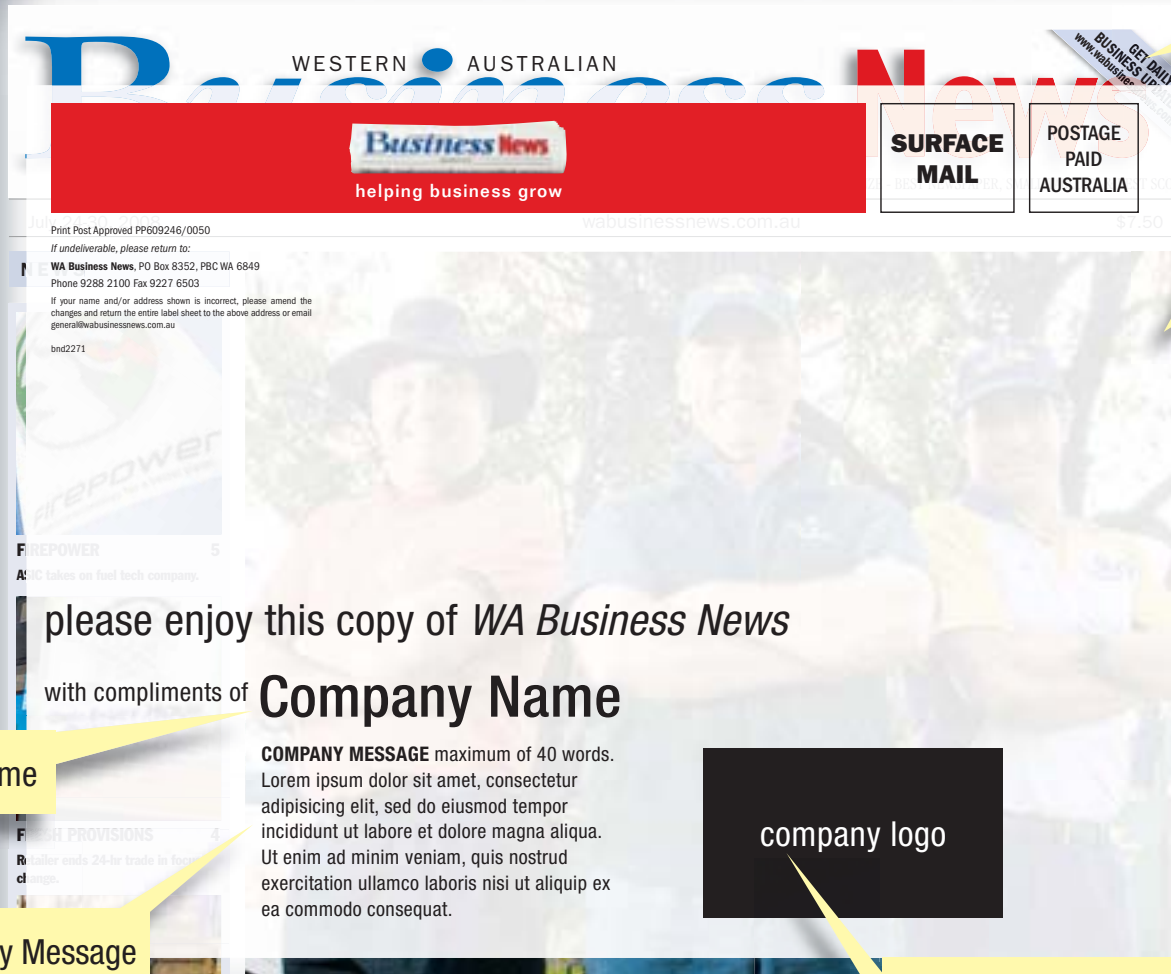 WESTERN AUSTRALIAN
Business News
GET DAILY
BUSINESS
Business News
helping business grow
SURFACE
MAIL
POSTAGE
PAID
AUSTRALIA
July 24-30, 2008 wabusinessnews.com.au $7.50
Print Post Approved PP609246/0050
If undeliverable, please return to:
WA Business News, PO Box 8352, PBC WA 6849
Phone 9288 2100 Fax 9227 6503
If your name and/or address shown is incorrect, please amend the
changes and return the entire label sheet to the above address or email
general@wabusinessnews.com.au
bnd2271
FIREPOWER
FIREPOWER 5
ASIC takes on fuel tech company.
please enjoy this copy of WA Business News
with compliments of Company Name
COMPANY MESSAGE maximum of 40 words.
Lorem ipsum dolor sit amet, consectetur
adipisicing elit, sed do eiusmod tempor
incididunt ut labore et dolore magna aliqua.
Ut enim ad minim veniam, quis nostrud
exercitation ullamco laboris nisi ut aliquip ex
ea commodo consequat.
company logo
me
FRESH PROVISIONS 4
Retailer ends 24-hr trade in focus
change.
y Message